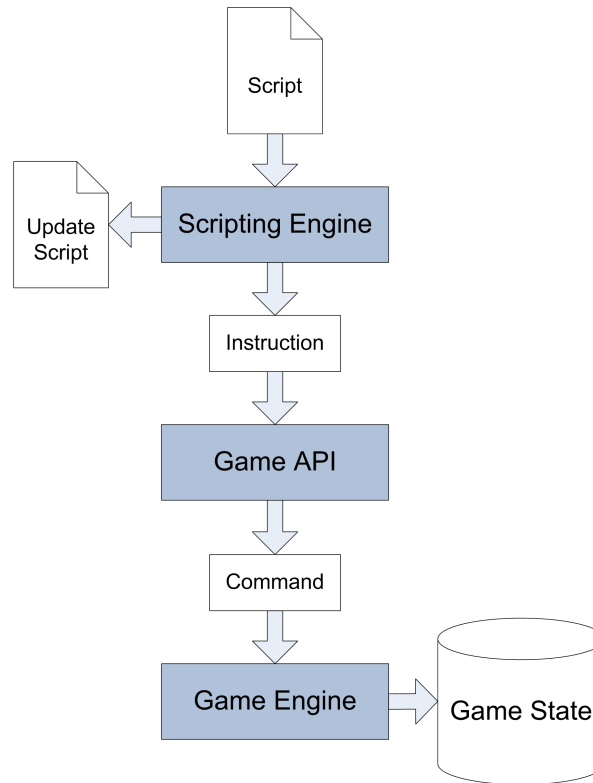 Script
Update
Script
Scripting Engine
Instruction
Game API
Command
Game Engine
Game State